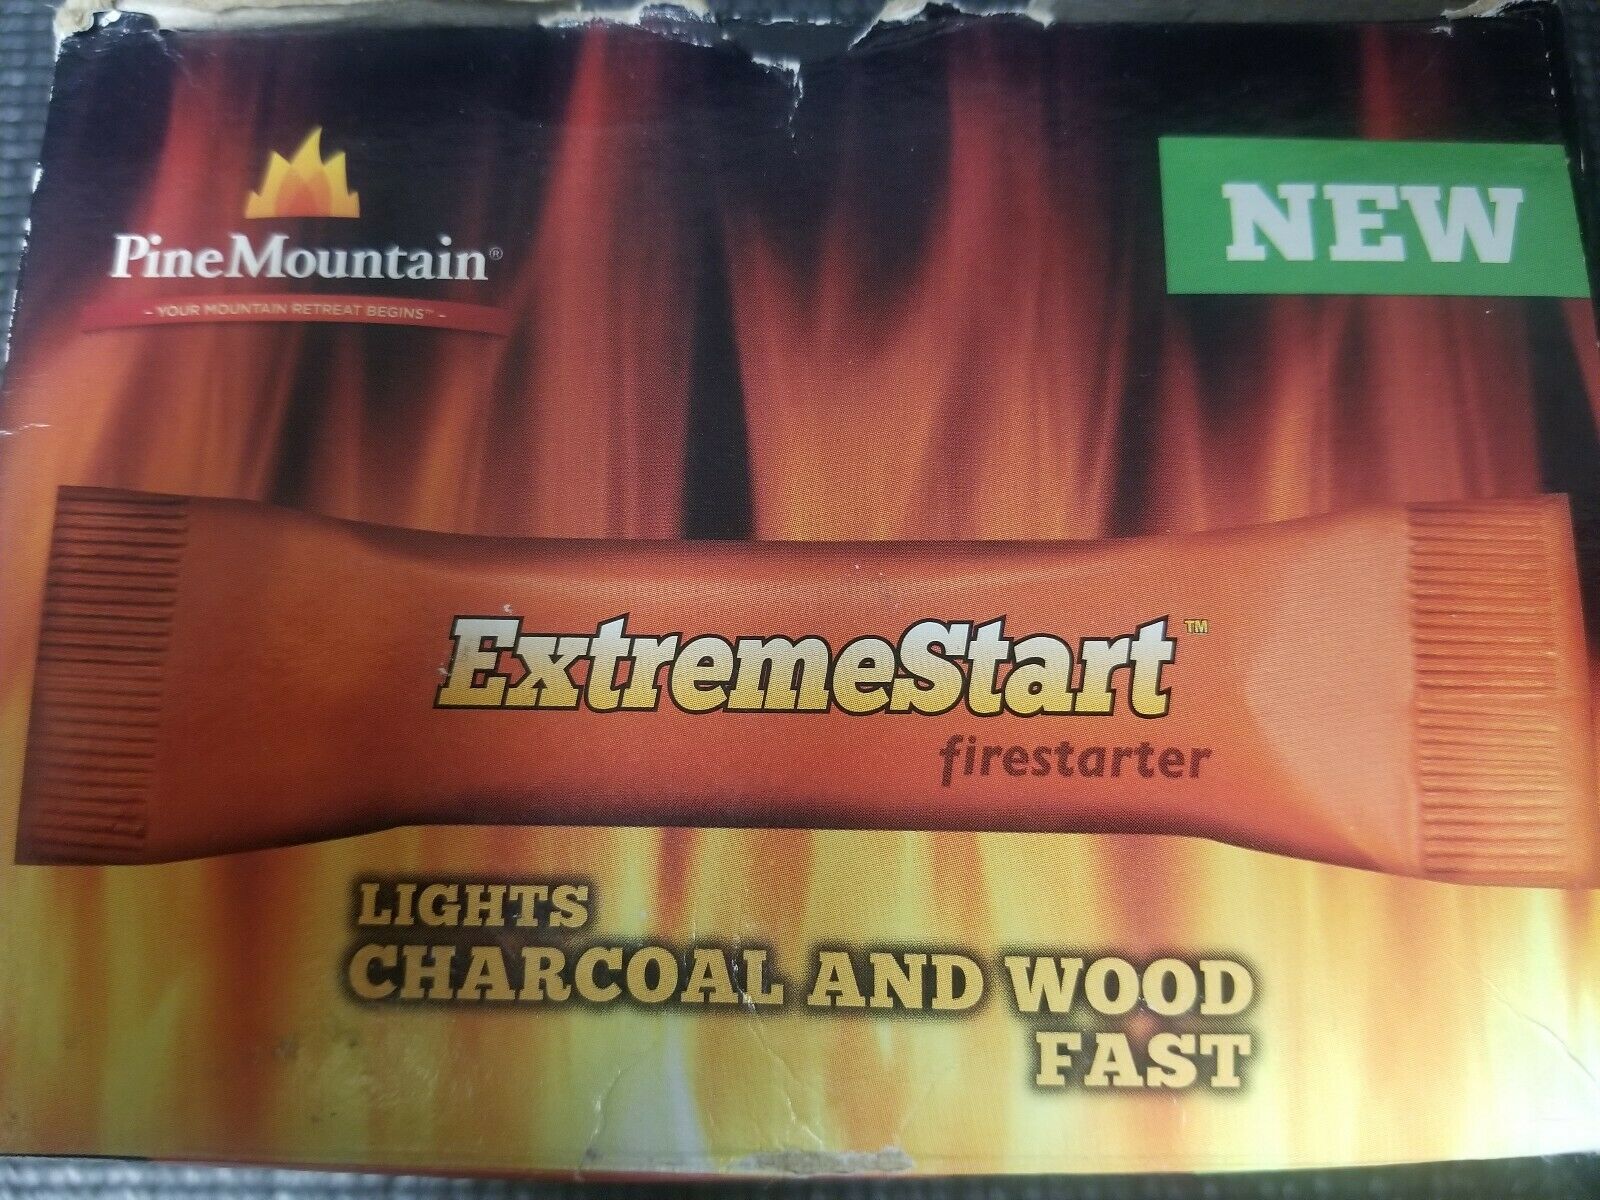 PineMountain®
- YOUR MOUNTAIN RETREAT BEGINS™ -
NEW
ExtremeStart™
firestarter
LIGHTS
CHARCOAL AND WOOD
FAST